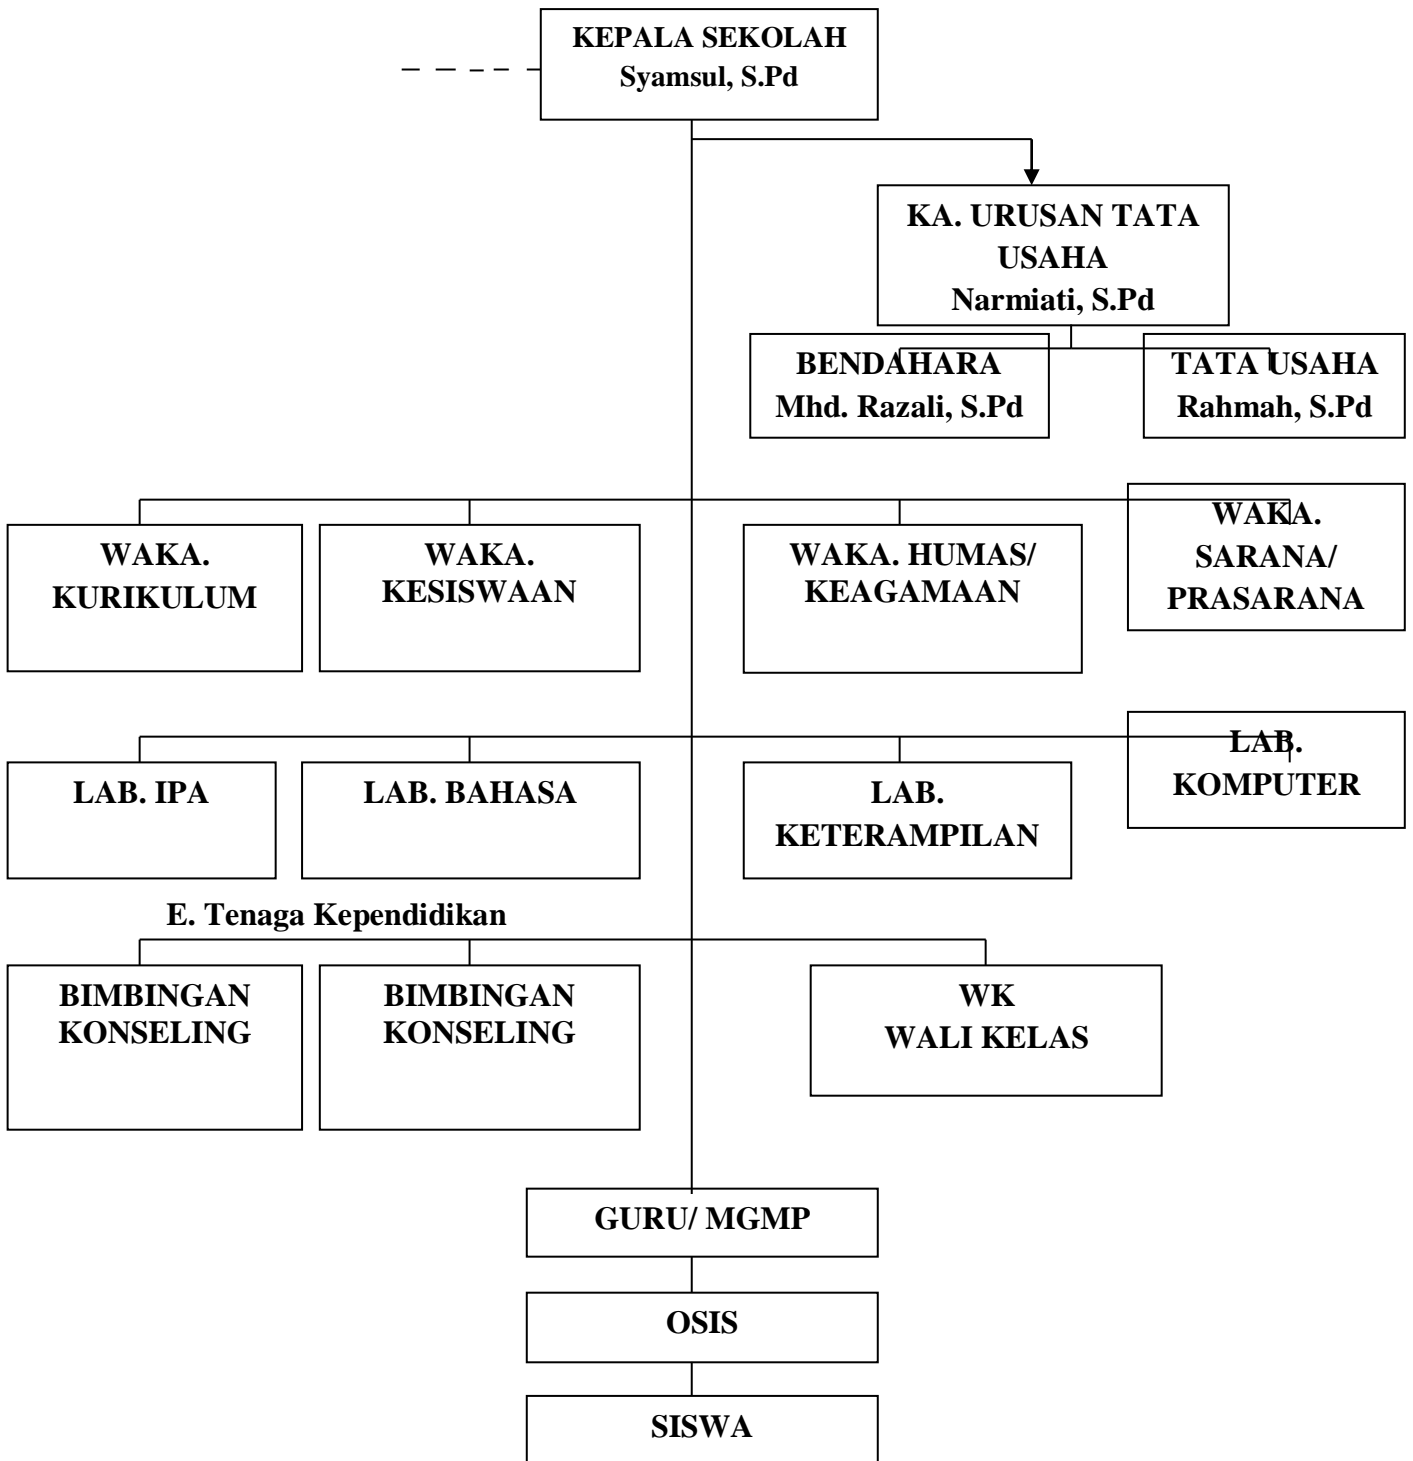 KEPALA SEKOLAH
Syamsul, S.Pd
KA. URUSAN TATA
USAHA
Narmiati, S.Pd
BENDAHARA
Mhd. Razali, S.Pd
TATA USAHA
Rahmah, S.Pd
WAKA.
KURIKULUM
WAKA.
KESISWAAN
WAKA. HUMAS/
KEAGAMAAN
WAKA.
SARANA/
PRASARANA
LAB. IPA
LAB. BAHASA
LAB.
KETERAMPILAN
LAB.
KOMPUTER
E. Tenaga Kependidikan
BIMBINGAN
KONSELING
BIMBINGAN
KONSELING
WK
WALI KELAS
GURU/ MGMP
OSIS
SISWA